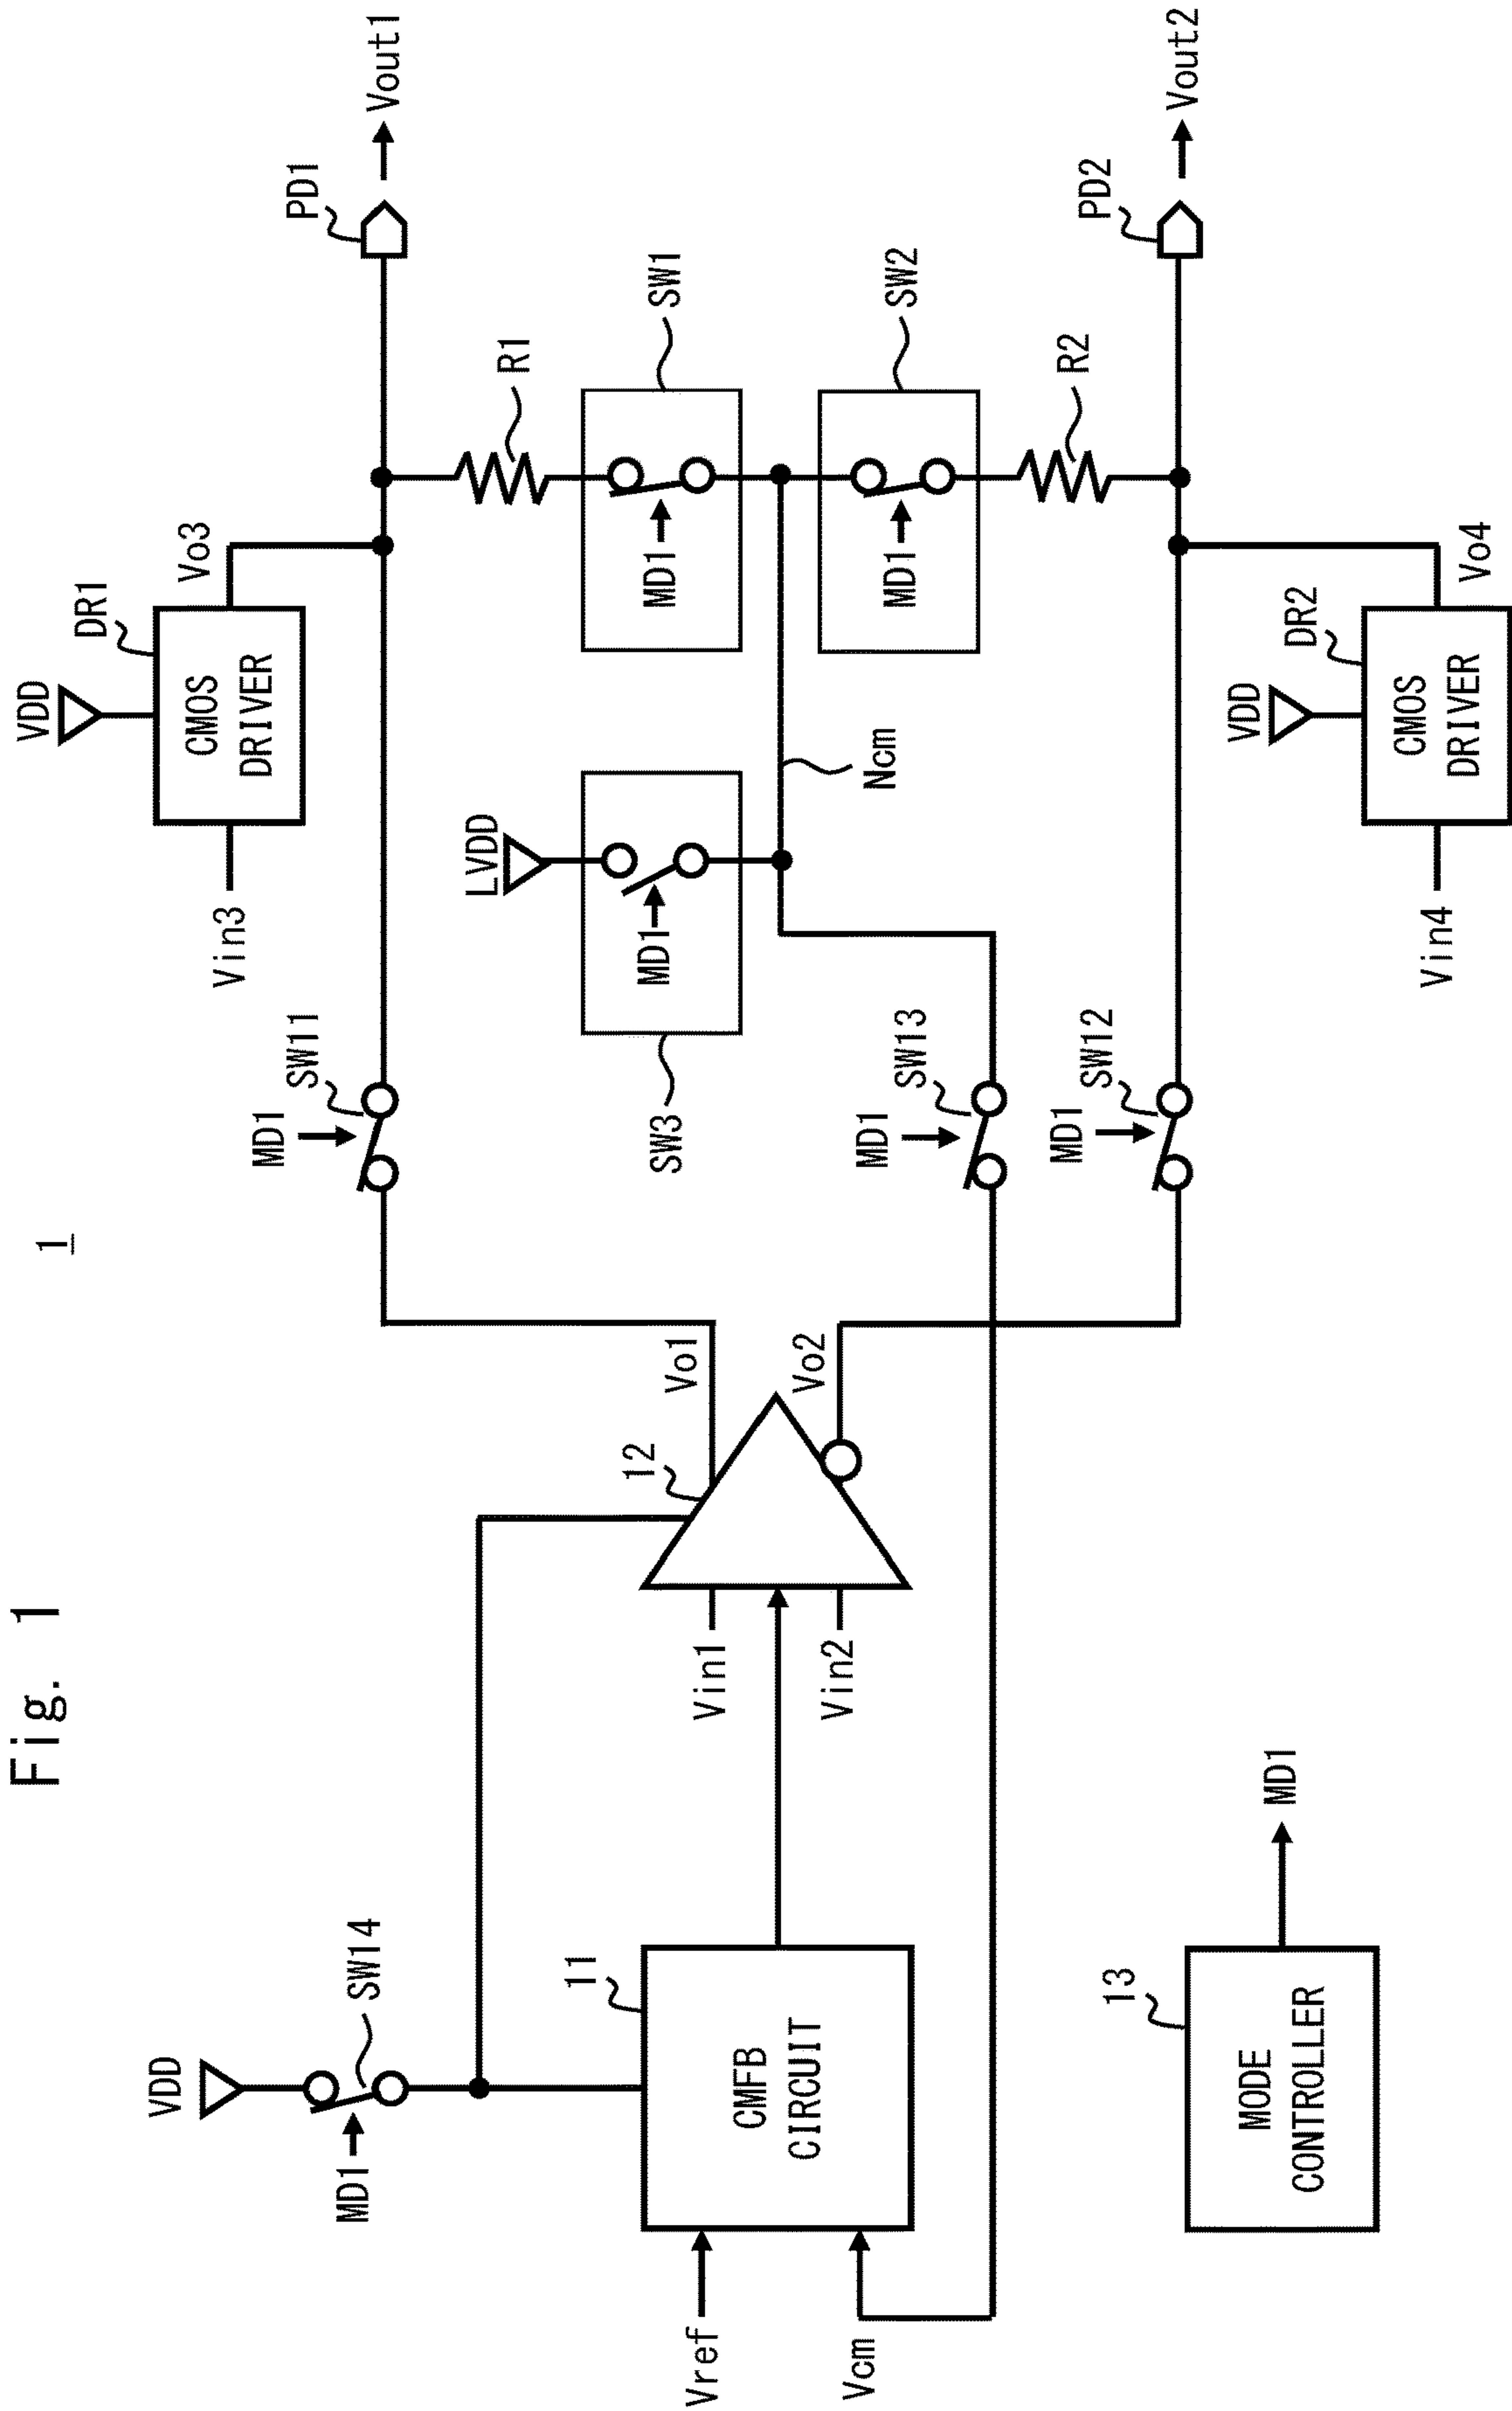 Fig. 1
1
VDD
SW14
MD1
11
CMFB
CIRCUIT
Vref
Vcm
12
Vin1
Vin2
Vo1
Vo2
MD1
SW11
MD1
SW13
MD1
SW12
VDD
DR1
CMOS
DRIVER
Vin3
Vo3
LVDD
MD1
SW3
Ncm
R1
MD1
SW1
MD1
SW2
R2
VDD
DR2
CMOS
DRIVER
Vin4
Vo4
PD1
Vout1
PD2
Vout2
13
MODE
CONTROLLER
MD1